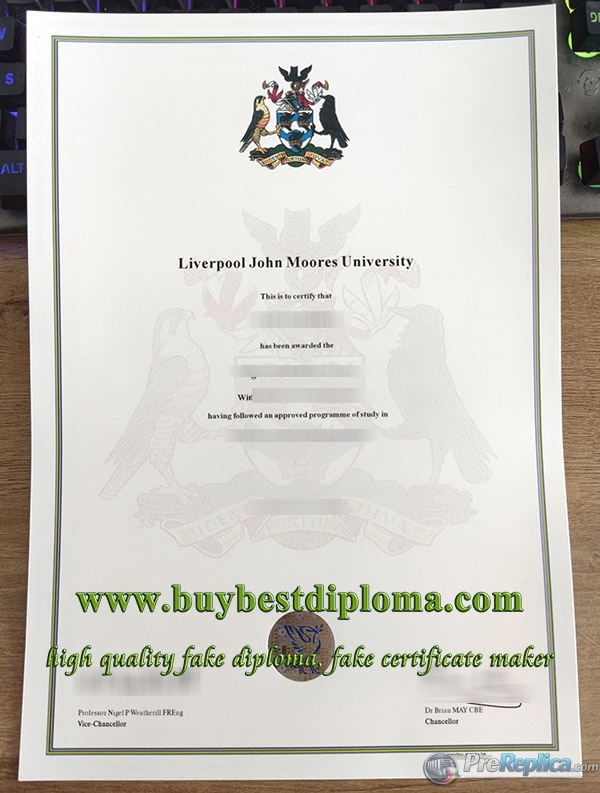 Liverpool John Moores University
This is to certify that
has been awarded the
Wit
having followed an approved programme of study in
www.buybestdiploma.com
high quality fake diploma, fake certificate maker
Professor Nigel P Weatherill FREng
Vice-Chancellor
Dr Brian MAY CBE
Chancellor
PreReplica.com
S
ALT